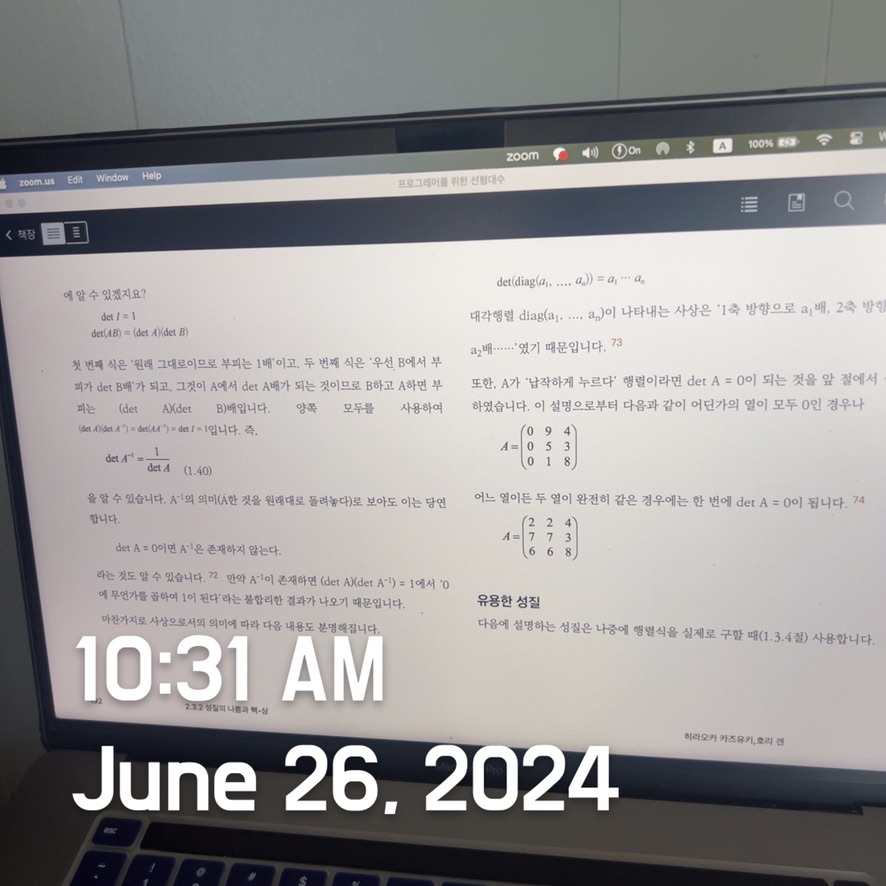 zoom.us Edit Window Help
zoom On A 100%
프로그래머를 위한 선형대수
책장
에 알 수 있겠지요?
det I = 1
det(AB) = (det A)(det B)
첫 번째 식은 '원래 그대로이므로 부피는 1배'이고, 두 번째 식은 '우선 B에서 부
피가 det B배'가 되고, 그것이 A에서 det A배가 되는 것이므로 B하고 A하면 부
피는 (det A)(det B)배입니다. 양쪽 모두를 사용하여
(det A)(det A⁻¹) = det(AA⁻¹) = det I = 1입니다. 즉,
det A⁻¹ = 1/det A (1.40)
을 알 수 있습니다. A⁻¹의 의미(A한 것을 원래대로 돌려놓다)로 보아도 이는 당연
합니다.
det A = 0이면 A⁻¹은 존재하지 않는다.
라는 것도 알 수 있습니다. 72 만약 A⁻¹이 존재하면 (det A)(det A⁻¹) = 1에서 '0
에 무언가를 곱하여 1이 된다'라는 불합리한 결과가 나오기 때문입니다.
마찬가지로 사상으로서의 의미에 따라 다음 내용도 분명해집니다.
2.3.2 성질의 나쁨과 핵•상
det(diag(a₁, ..., aₙ)) = a₁ ⋯ aₙ
대각행렬 diag(a₁, ..., aₙ)이 나타내는 사상은 '1축 방향으로 a₁배, 2축 방향
a₂배……'였기 때문입니다. 73
또한, A가 '납작하게 누르다' 행렬이라면 det A = 0이 되는 것을 앞 절에서
하였습니다. 이 설명으로부터 다음과 같이 어딘가의 열이 모두 0인 경우나
0 9 4
A = 0 5 3
0 1 8
어느 열이든 두 열이 완전히 같은 경우에는 한 번에 det A = 0이 됩니다. 74
2 2 4
A = 7 7 3
6 6 8
유용한 성질
다음에 설명하는 성질은 나중에 행렬식을 실제로 구할 때(1.3.4절) 사용합니다.
히라오카 카즈유키,호리 겐
10:31 AM
June 26, 2024
Pro
esc